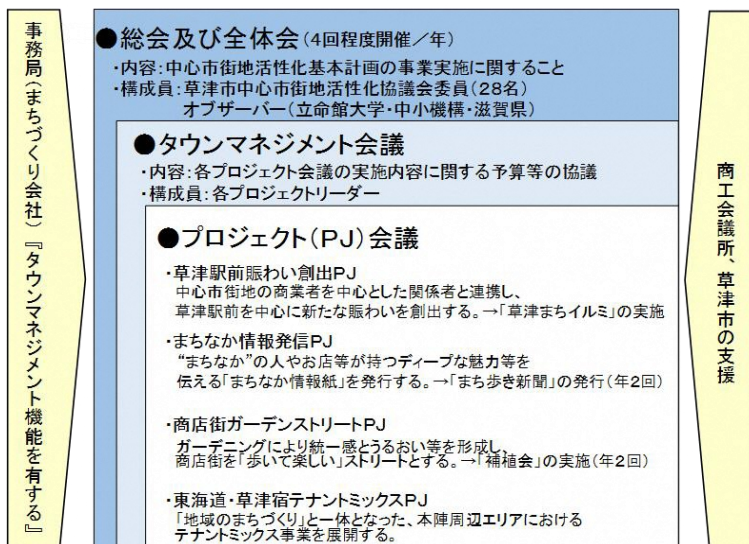 事務局(まちづくり会社)『タウンマネジメント機能を有する』
●総会及び全体会(4回程度開催／年)
・内容:中心市街地活性化基本計画の事業実施に関すること
・構成員:草津市中心市街地活性化協議会委員(28名)
オブザーバー(立命館大学・中小機構・滋賀県)
●タウンマネジメント会議
・内容:各プロジェクト会議の実施内容に関する予算等の協議
・構成員:各プロジェクトリーダー
●プロジェクト(PJ)会議
・草津駅前賑わい創出PJ
中心市街地の商業者を中心とした関係者と連携し、
草津駅前を中心に新たな賑わいを創出する。→「草津まちイルミ」の実施
・まちなか情報発信PJ
“まちなか”の人やお店等が持つディープな魅力等を
伝える「まちなか情報紙」を発行する。→「まち歩き新聞」の発行(年2回)
・商店街ガーデンストリートPJ
ガーデニングにより統一感とうるおい等を形成し、
商店街を「歩いて楽しい」ストリートとする。→「補植会」の実施(年2回)
・東海道・草津宿テナントミックスPJ
「地域のまちづくり」と一体となった、本陣周辺エリアにおける
テナントミックス事業を展開する。
商工会議所、草津市の支援